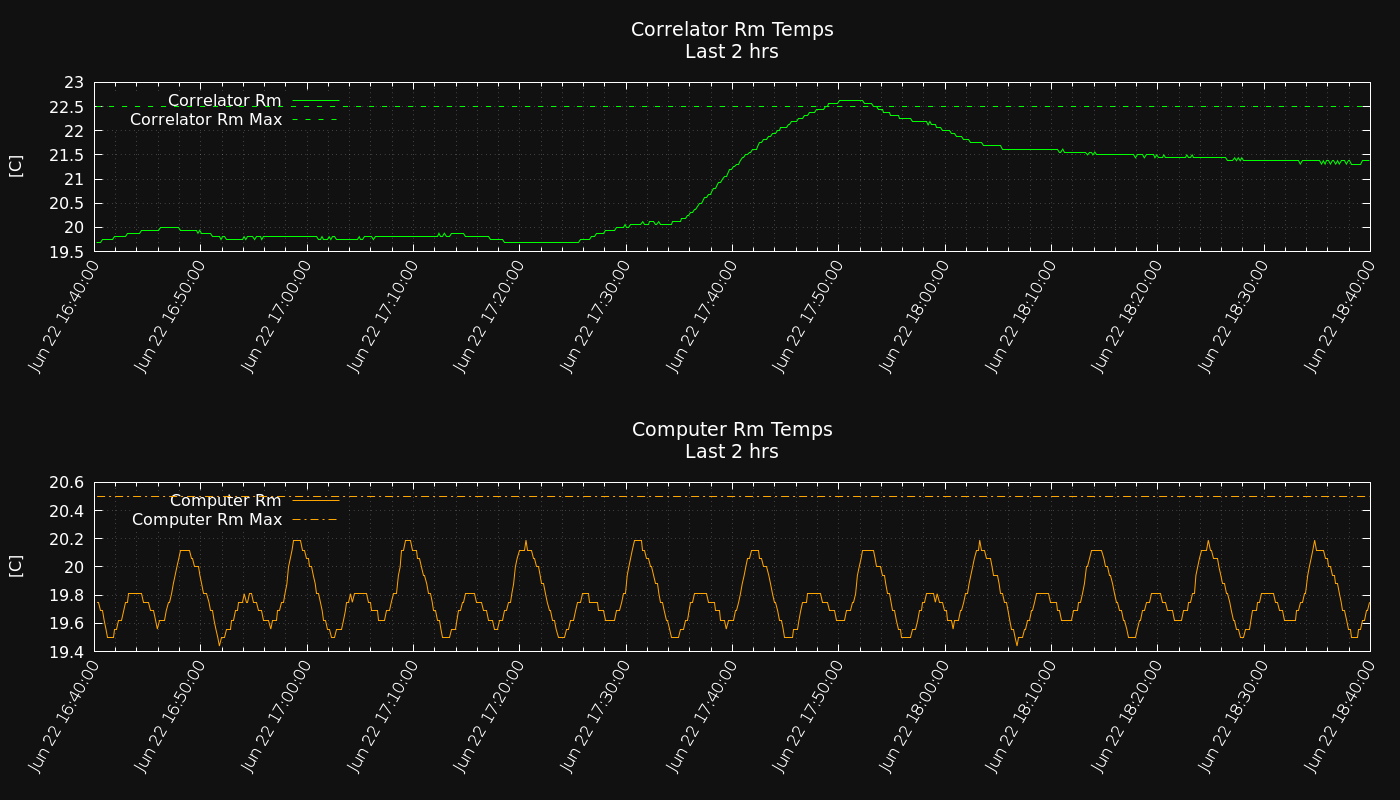 Correlator Rm Temps
Last 2 hrs
[C]
23
22.5
22
21.5
21
20.5
20
19.5
Correlator Rm
Correlator Rm Max
Jun 22 16:40:00
Jun 22 16:50:00
Jun 22 17:00:00
Jun 22 17:10:00
Jun 22 17:20:00
Jun 22 17:30:00
Jun 22 17:40:00
Jun 22 17:50:00
Jun 22 18:00:00
Jun 22 18:10:00
Jun 22 18:20:00
Jun 22 18:30:00
Jun 22 18:40:00
Computer Rm Temps
Last 2 hrs
[C]
20.6
20.4
20.2
20
19.8
19.6
19.4
Computer Rm
Computer Rm Max
Jun 22 16:40:00
Jun 22 16:50:00
Jun 22 17:00:00
Jun 22 17:10:00
Jun 22 17:20:00
Jun 22 17:30:00
Jun 22 17:40:00
Jun 22 17:50:00
Jun 22 18:00:00
Jun 22 18:10:00
Jun 22 18:20:00
Jun 22 18:30:00
Jun 22 18:40:00